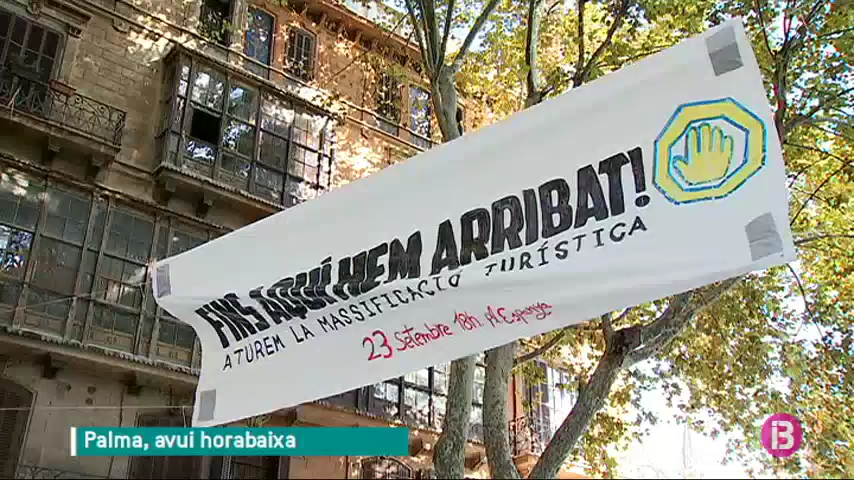 FINS AQUÍ HEM ARRIBAT!
ATUREM LA MASSIFICACIÓ TURÍSTICA
23 Setembre 18h pl Espanya
Palma, avui horabaixa
B